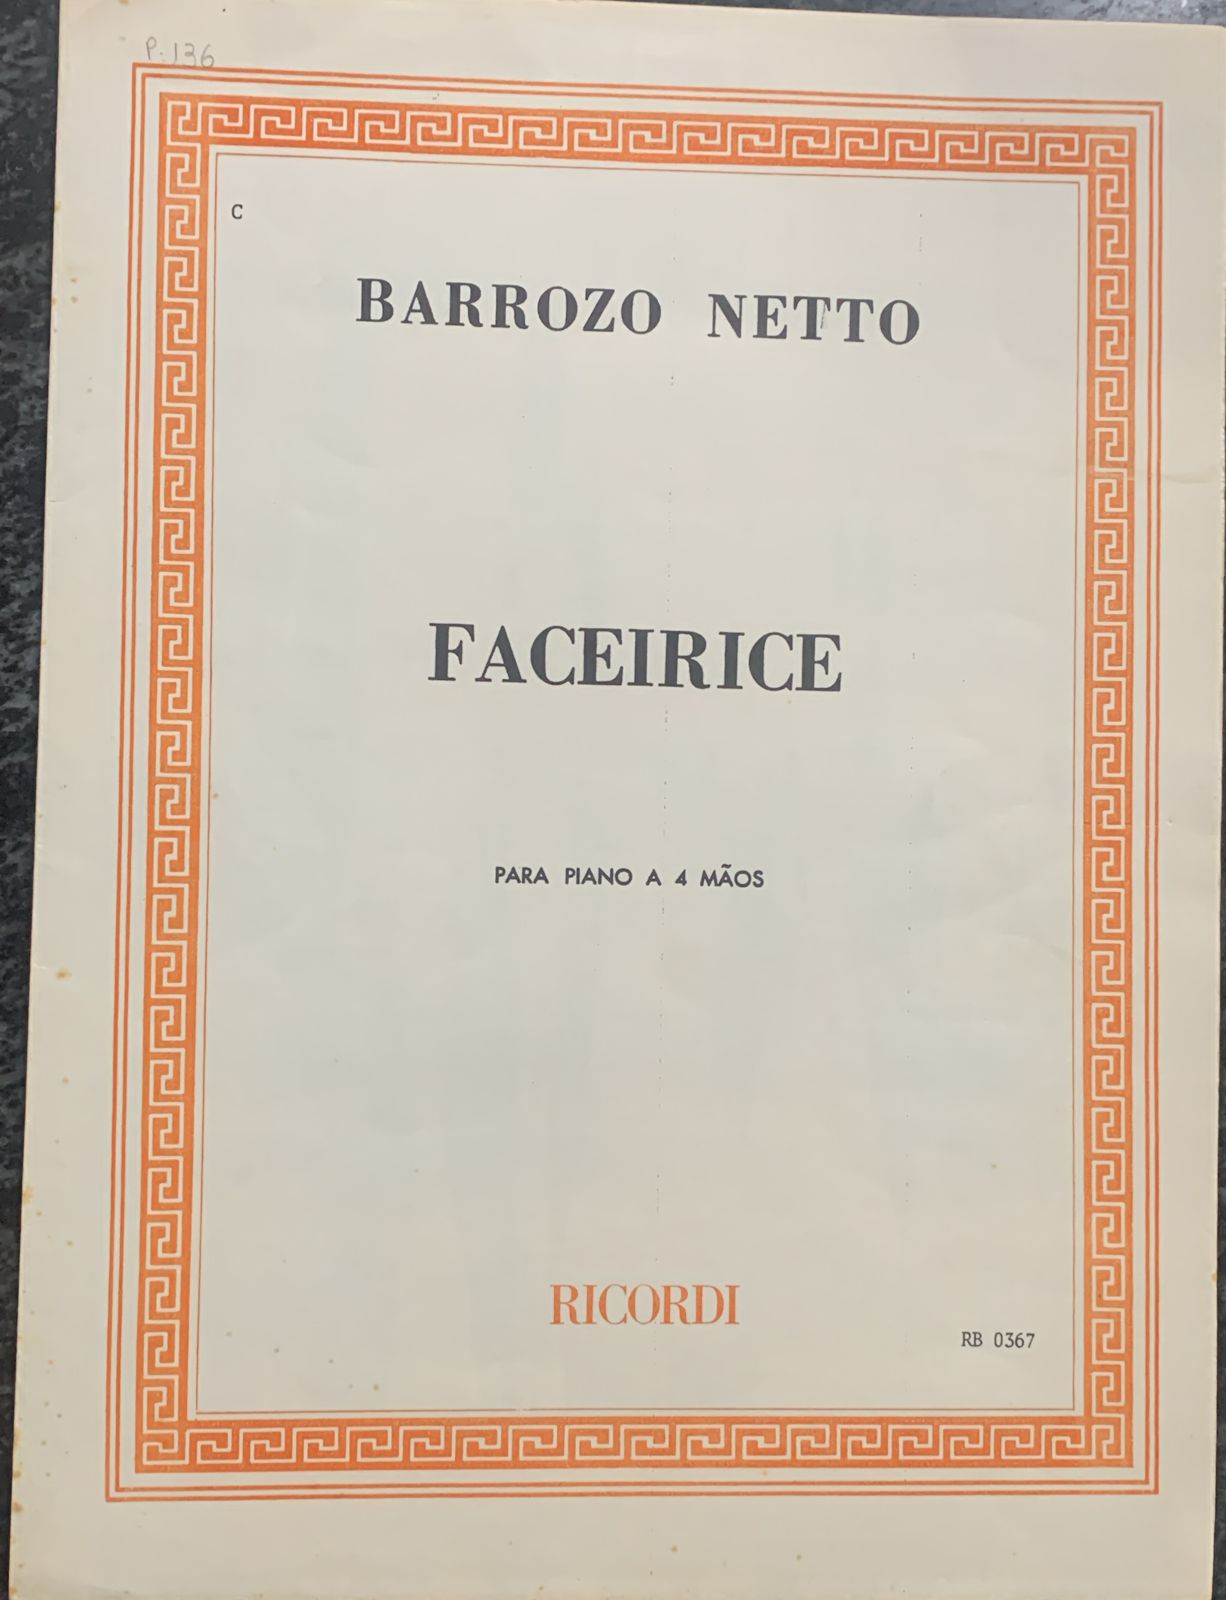 P. 136
C
BARROZO NETTO
FACEIRICE
PARA PIANO A 4 MÃOS
RICORDI
RB 0367